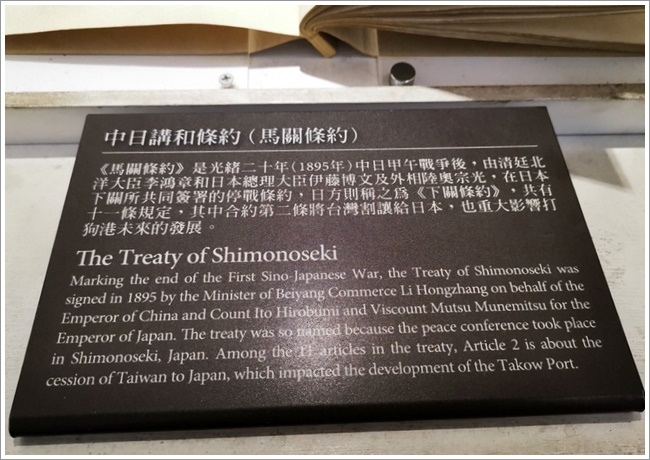 中日講和條約(馬關條約)
《馬關條約》是光緒二十年(1895年)中日甲午戰爭後，由清廷北
洋大臣李鴻章和日本總理大臣伊藤博文及外相陸奧宗光，在日本
下關所共同簽署的停戰條約，日方則稱之為《下關條約》，共有
十一條規定，其中合約第二條將台灣割讓給日本，也重大影響打
狗港未來的發展。
The Treaty of Shimonoseki
Marking the end of the First Sino-Japanese War, the Treaty of Shimonoseki was
signed in 1895 by the Minister of Beiyang Commerce Li Hongzhang on behalf of the
Emperor of China and Count Ito Hirobumi and Viscount Mutsu Munemitsu for the
Emperor of Japan. The treaty was so named because the peace conference took place
in Shimonoseki, Japan. Among the 11 articles in the treaty, Article 2 is about the
cession of Taiwan to Japan, which impacted the development of the Takow Port.